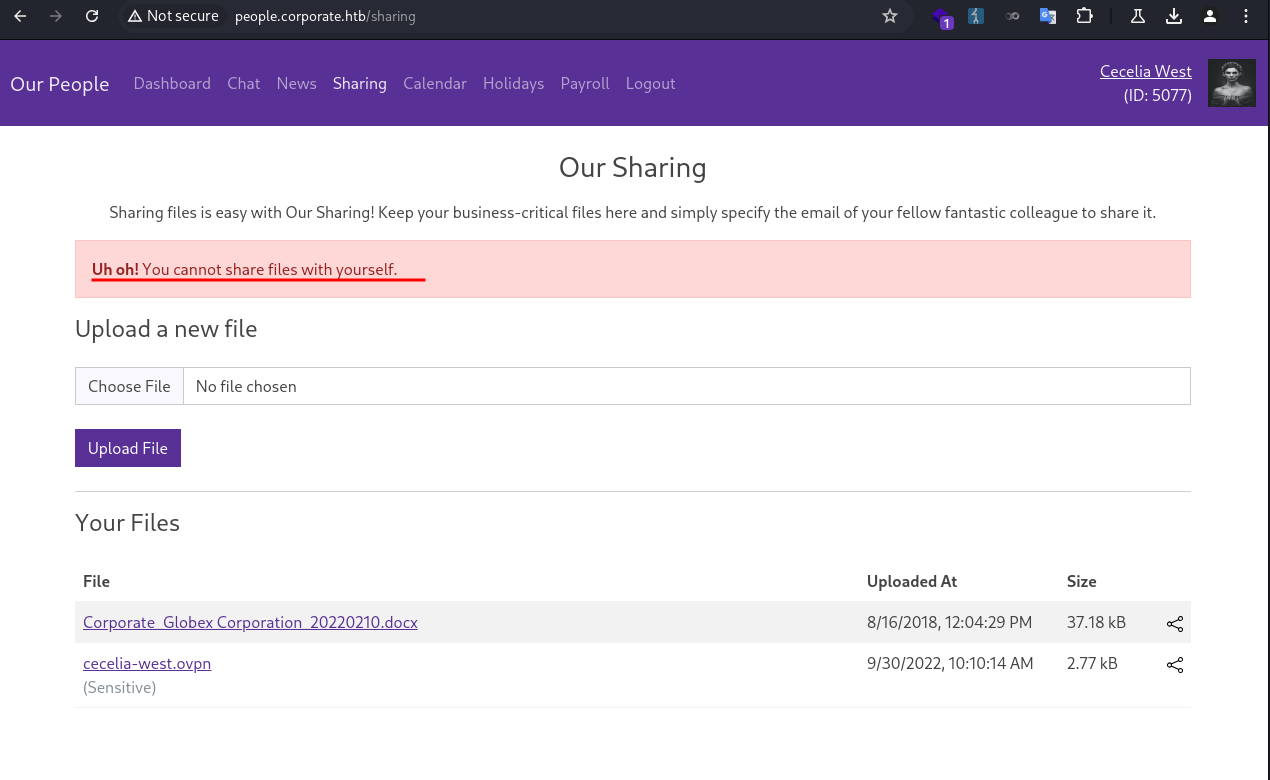 Not secure people.corporate.htb/sharing
1
Our People Dashboard Chat News Sharing Calendar Holidays Payroll Logout
Cecelia West
(ID: 5077)
Our Sharing
Sharing files is easy with Our Sharing! Keep your business-critical files here and simply specify the email of your fellow fantastic colleague to share it.
Uh oh! You cannot share files with yourself.
Upload a new file
Choose File No file chosen
Upload File
Your Files
File Uploaded At Size
Corporate_Globex Corporation_20220210.docx 8/16/2018, 12:04:29 PM 37.18 kB
cecelia-west.ovpn 9/30/2022, 10:10:14 AM 2.77 kB
(Sensitive)